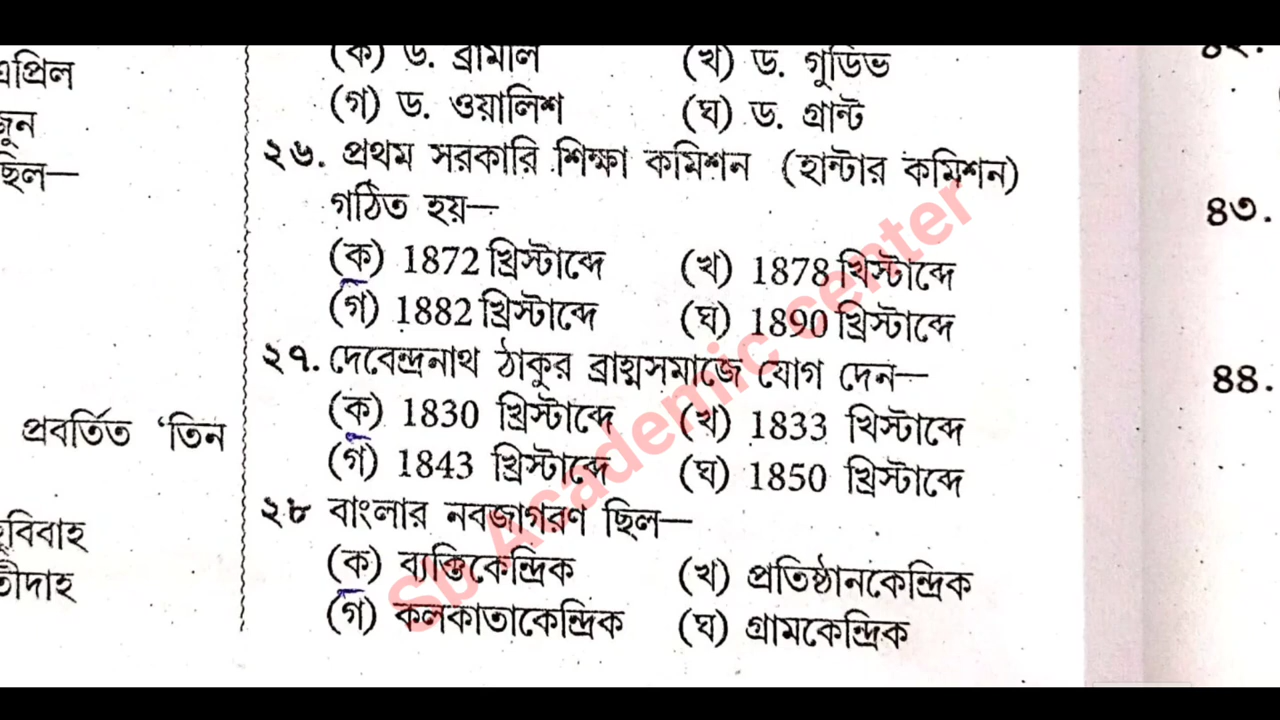 এপ্রিল
জুন
ছিল—
প্রবর্তিত ‘তিন
(ক) ড. ব্রামাল (খ) ড. গুডিভ
(গ) ড. ওয়ালিশ (ঘ) ড. গ্রান্ট
২৬. প্রথম সরকারি শিক্ষা কমিশন (হান্টার কমিশন)
গঠিত হয়—
(ক) 1872 খ্রিস্টাব্দে (খ) 1878 খিস্টাব্দে
(গ) 1882 খ্রিস্টাব্দে (ঘ) 1890 খ্রিস্টাব্দে
২৭. দেবেন্দ্রনাথ ঠাকুর ব্রাহ্মসমাজে যোগ দেন—
(ক) 1830 খ্রিস্টাব্দে (খ) 1833 খিস্টাব্দে
(গ) 1843 খ্রিস্টাব্দে (ঘ) 1850 খ্রিস্টাব্দে
২৮ বাংলার নবজাগরণ ছিল—
(ক) ব্যক্তিকেন্দ্রিক (খ) প্রতিষ্ঠানকেন্দ্রিক
(গ) কলকাতাকেন্দ্রিক (ঘ) গ্রামকেন্দ্রিক
৪৩.
৪৪.
Sb Academic center